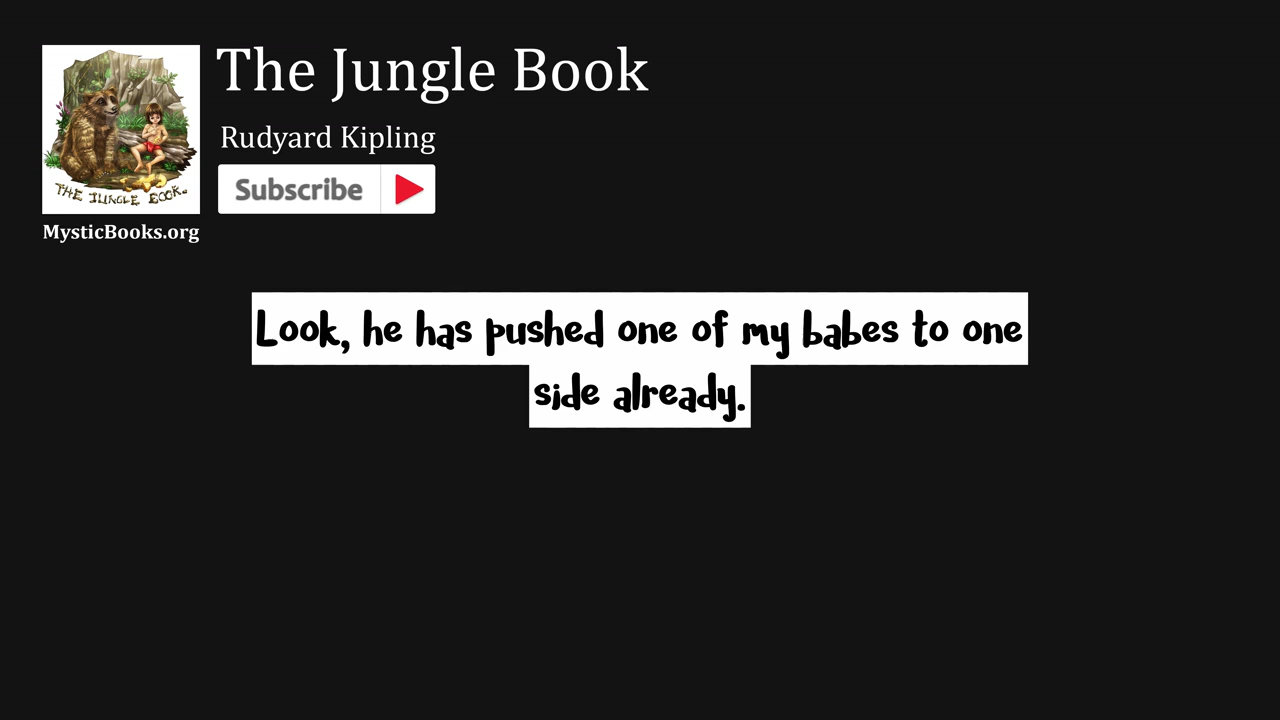 The Jungle Book
Rudyard Kipling
Subscribe
THE JUNGLE BOOK.
MysticBooks.org
Look, he has pushed one of my babes to one
side already.